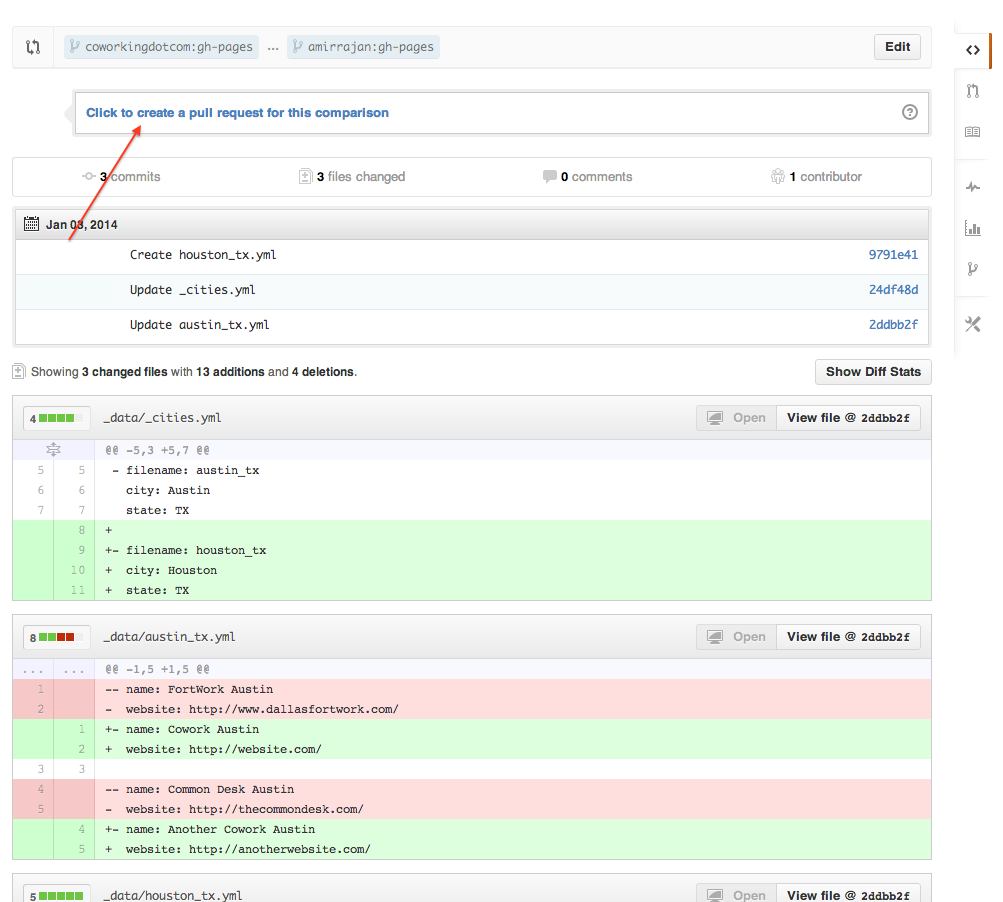 coworkingdotcom:gh-pages ... amirrajan:gh-pages Edit
Click to create a pull request for this comparison ?
3 commits 3 files changed 0 comments 1 contributor
Jan 03, 2014
Create houston_tx.yml 9791e41
Update _cities.yml 24df48d
Update austin_tx.yml 2ddbb2f
Showing 3 changed files with 13 additions and 4 deletions. Show Diff Stats
4 _data/_cities.yml Open View file @ 2ddbb2f
@@ -5,3 +5,7 @@
5 5 - filename: austin_tx
6 6 city: Austin
7 7 state: TX
8 +
9 +- filename: houston_tx
10 + city: Houston
11 + state: TX
8 _data/austin_tx.yml Open View file @ 2ddbb2f
... ... @@ -1,5 +1,5 @@
1 -- name: FortWork Austin
2 - website: http://www.dallasfortwork.com/
1 +- name: Cowork Austin
2 + website: http://website.com/
3 3
4 -- name: Common Desk Austin
5 - website: http://thecommondesk.com/
4 +- name: Another Cowork Austin
5 + website: http://anotherwebsite.com/
5 _data/houston_tx.yml Open View file @ 2ddbb2f